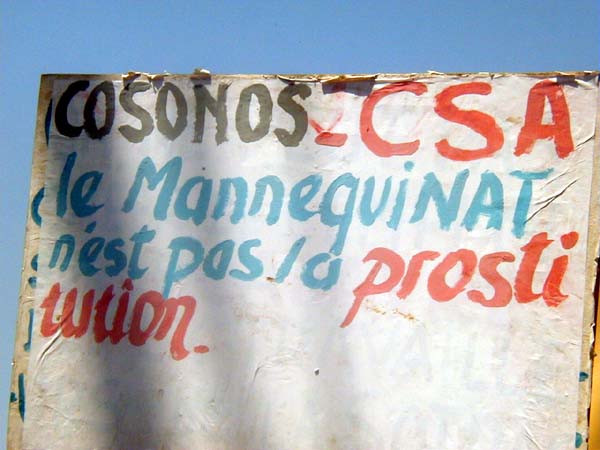 COSONOS-CSA
le MannequiNAT
n'est pas la prosti
tution.